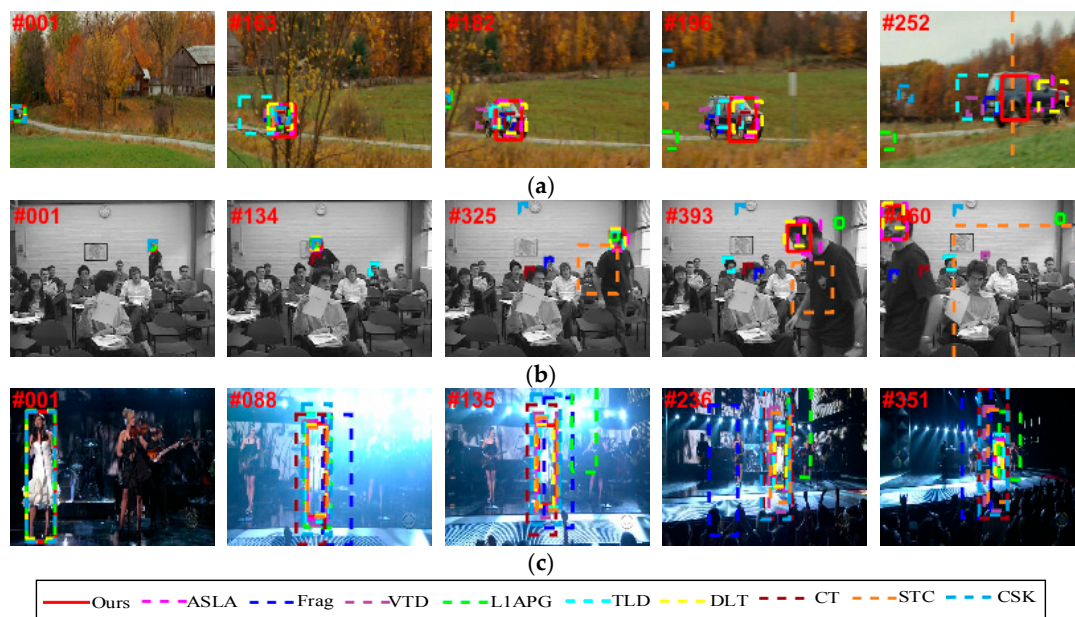 #001 #163 #182 #196 #252
(a)
#001 #134 #325 #393 #460
(b)
#001 #088 #135 #236 #351
(c)
Ours ASLA Frag VTD L1APG TLD DLT CT STC CSK